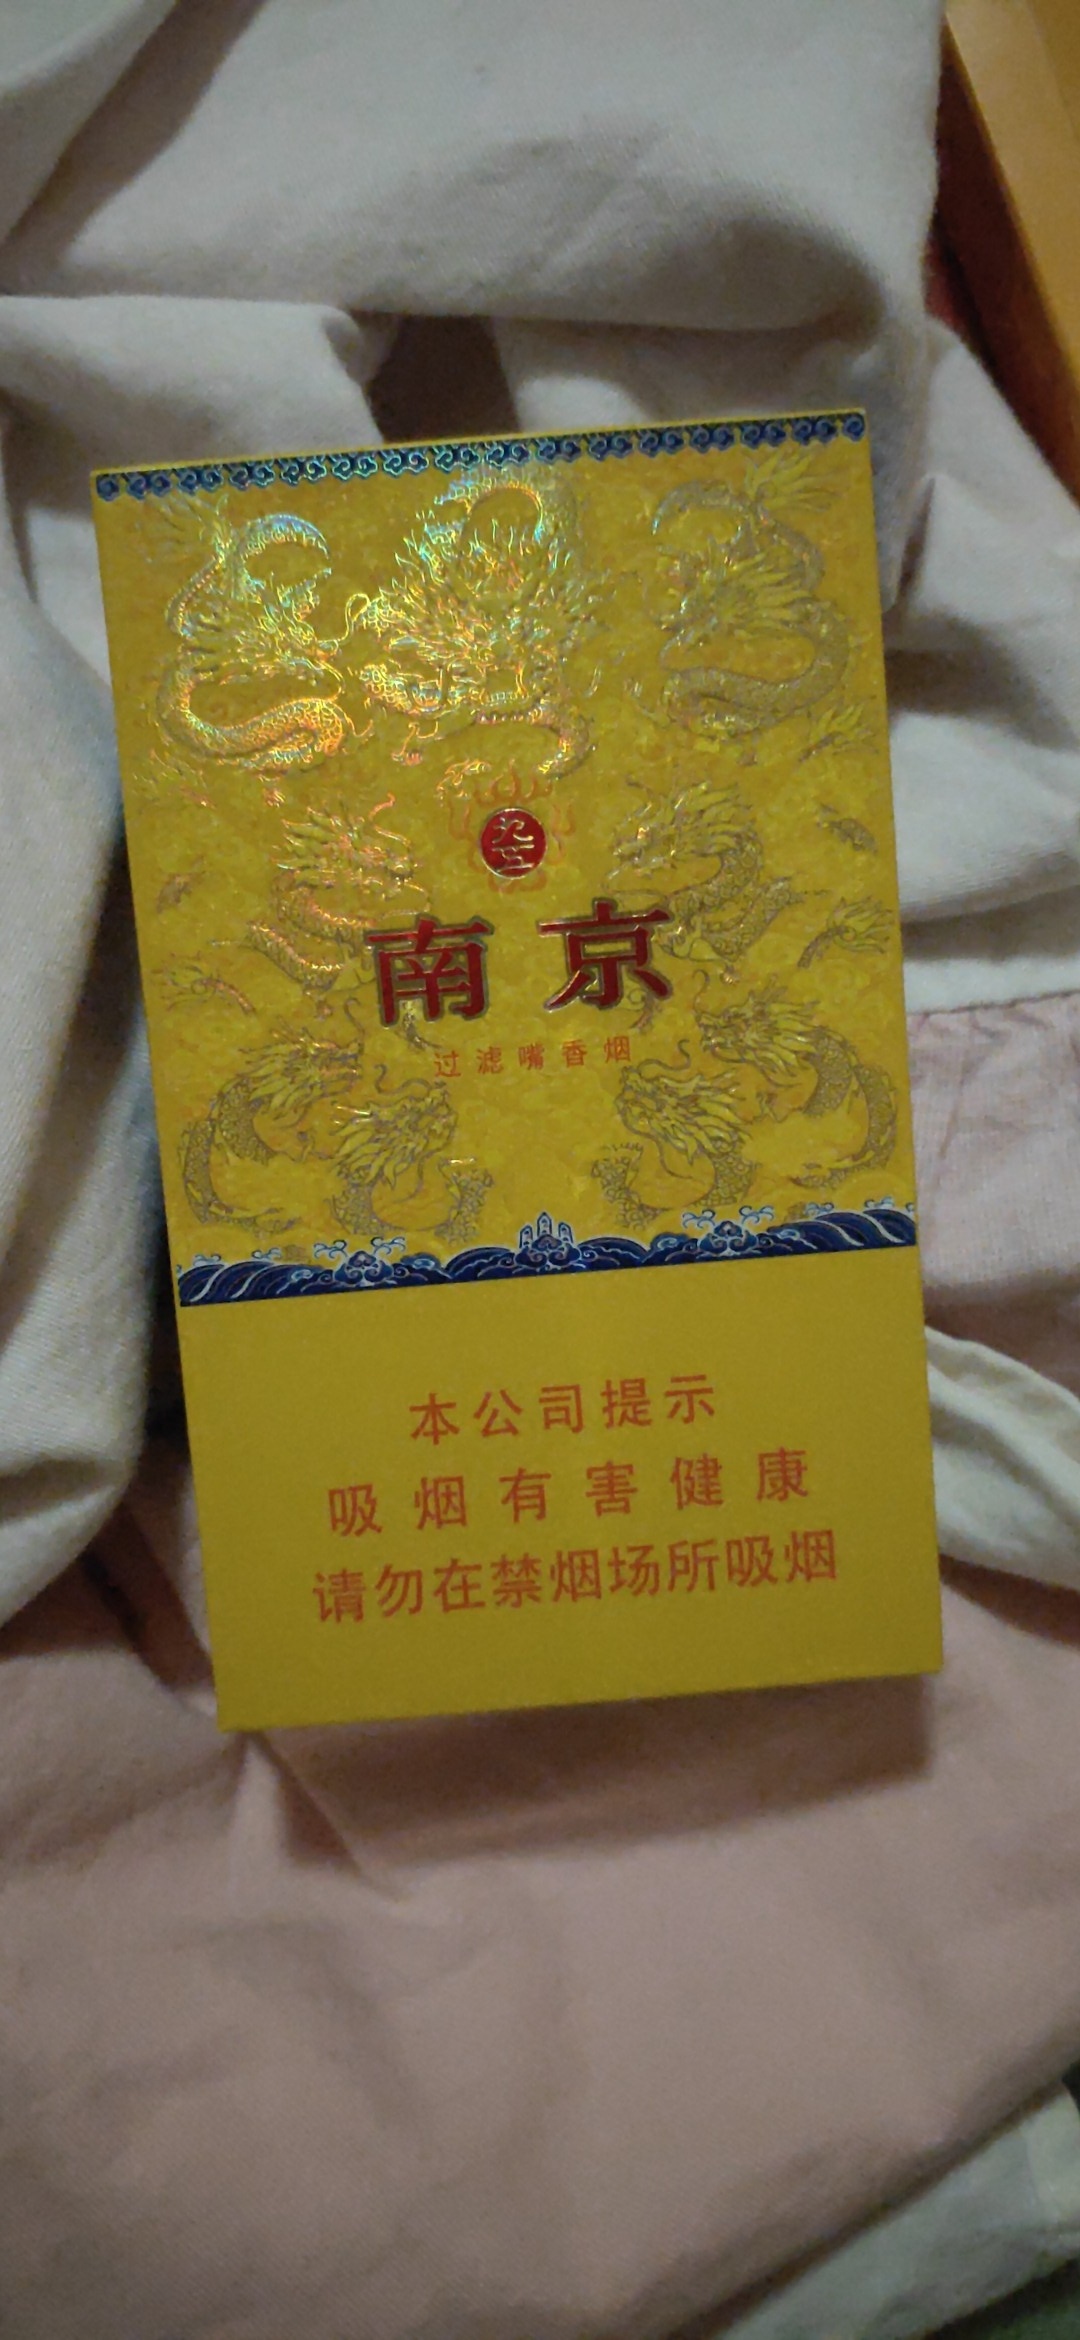 南京
过滤嘴香烟
本公司提示
吸烟有害健康
请勿在禁烟场所吸烟